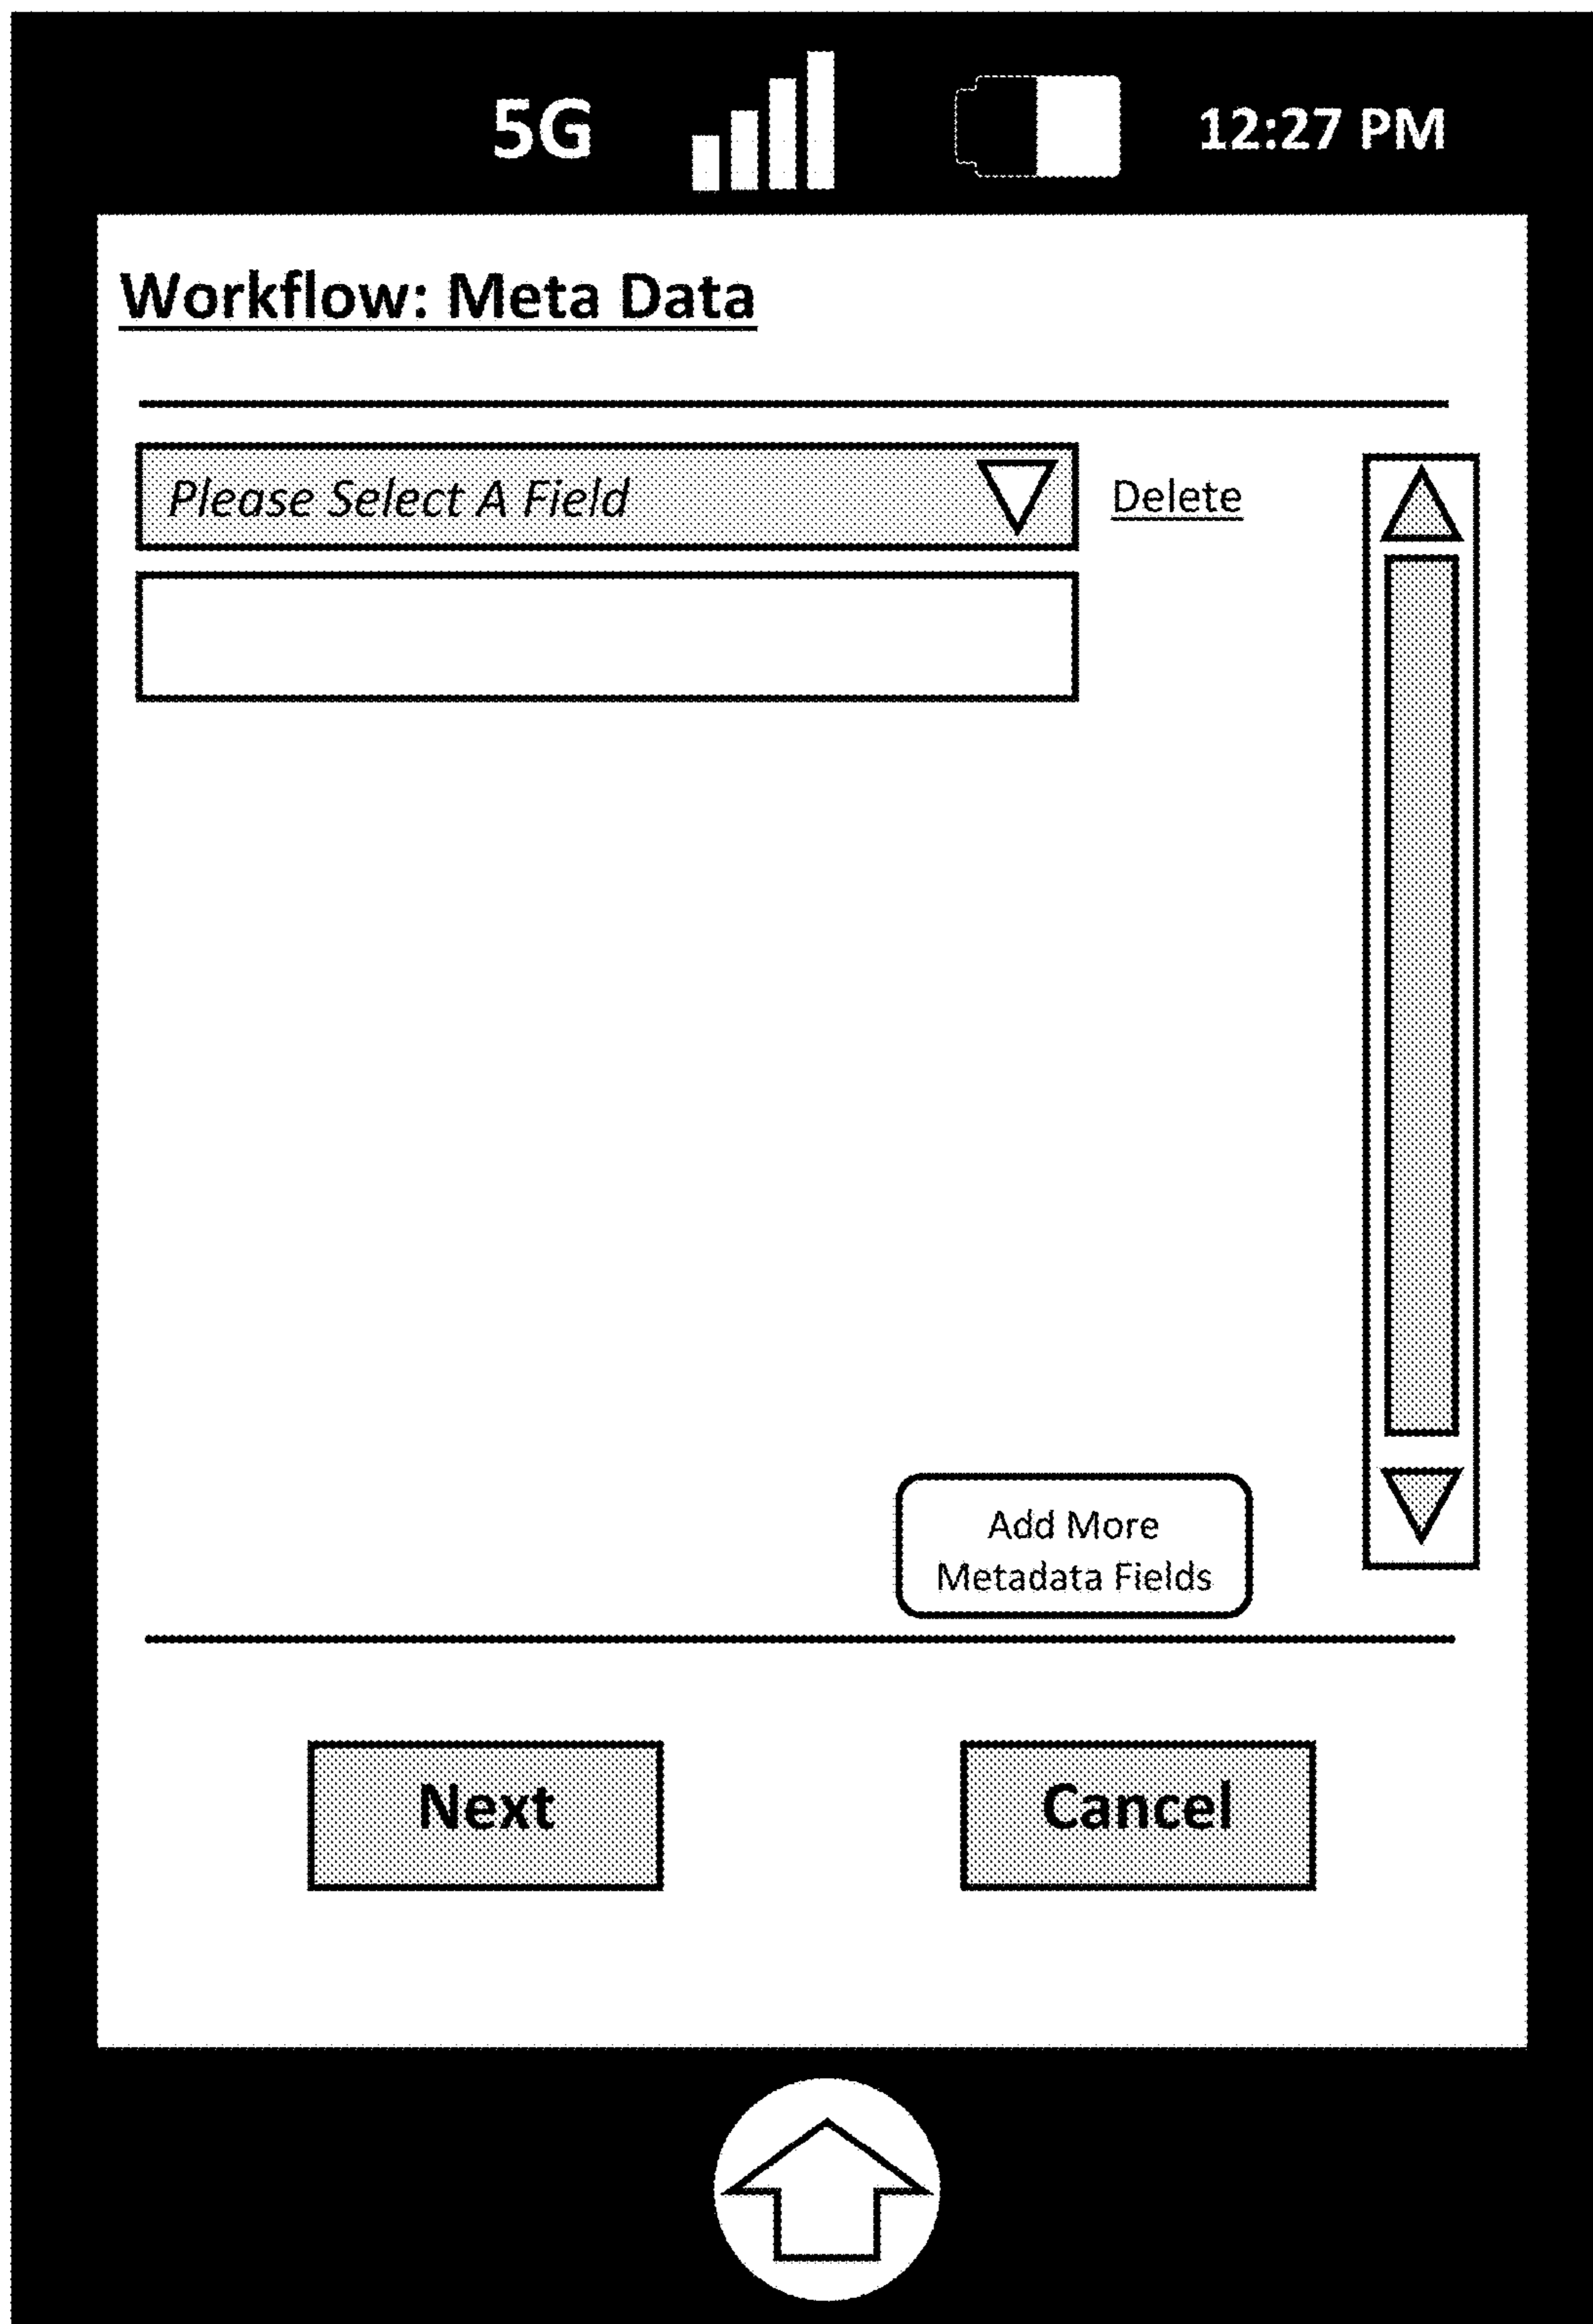 5G 12:27 PM
Workflow: Meta Data
Please Select A Field
Delete
Add More
Metadata Fields
Next
Cancel